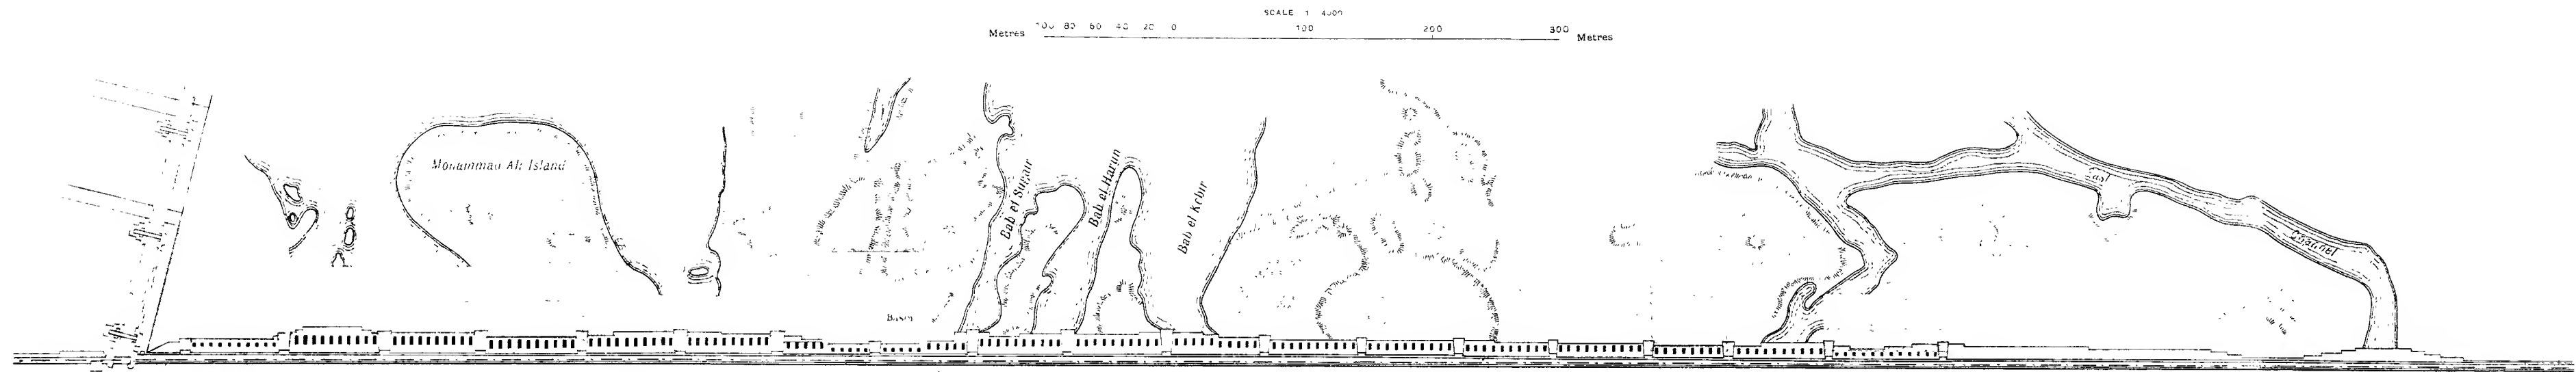 SCALE 1 4000
Metres 100 80 60 40 20 0 100 200 300 Metres
Mohammad Ali Island
Bab el Sugair
Bab el Harun
Bab el Kebir
East
Channel
Basin